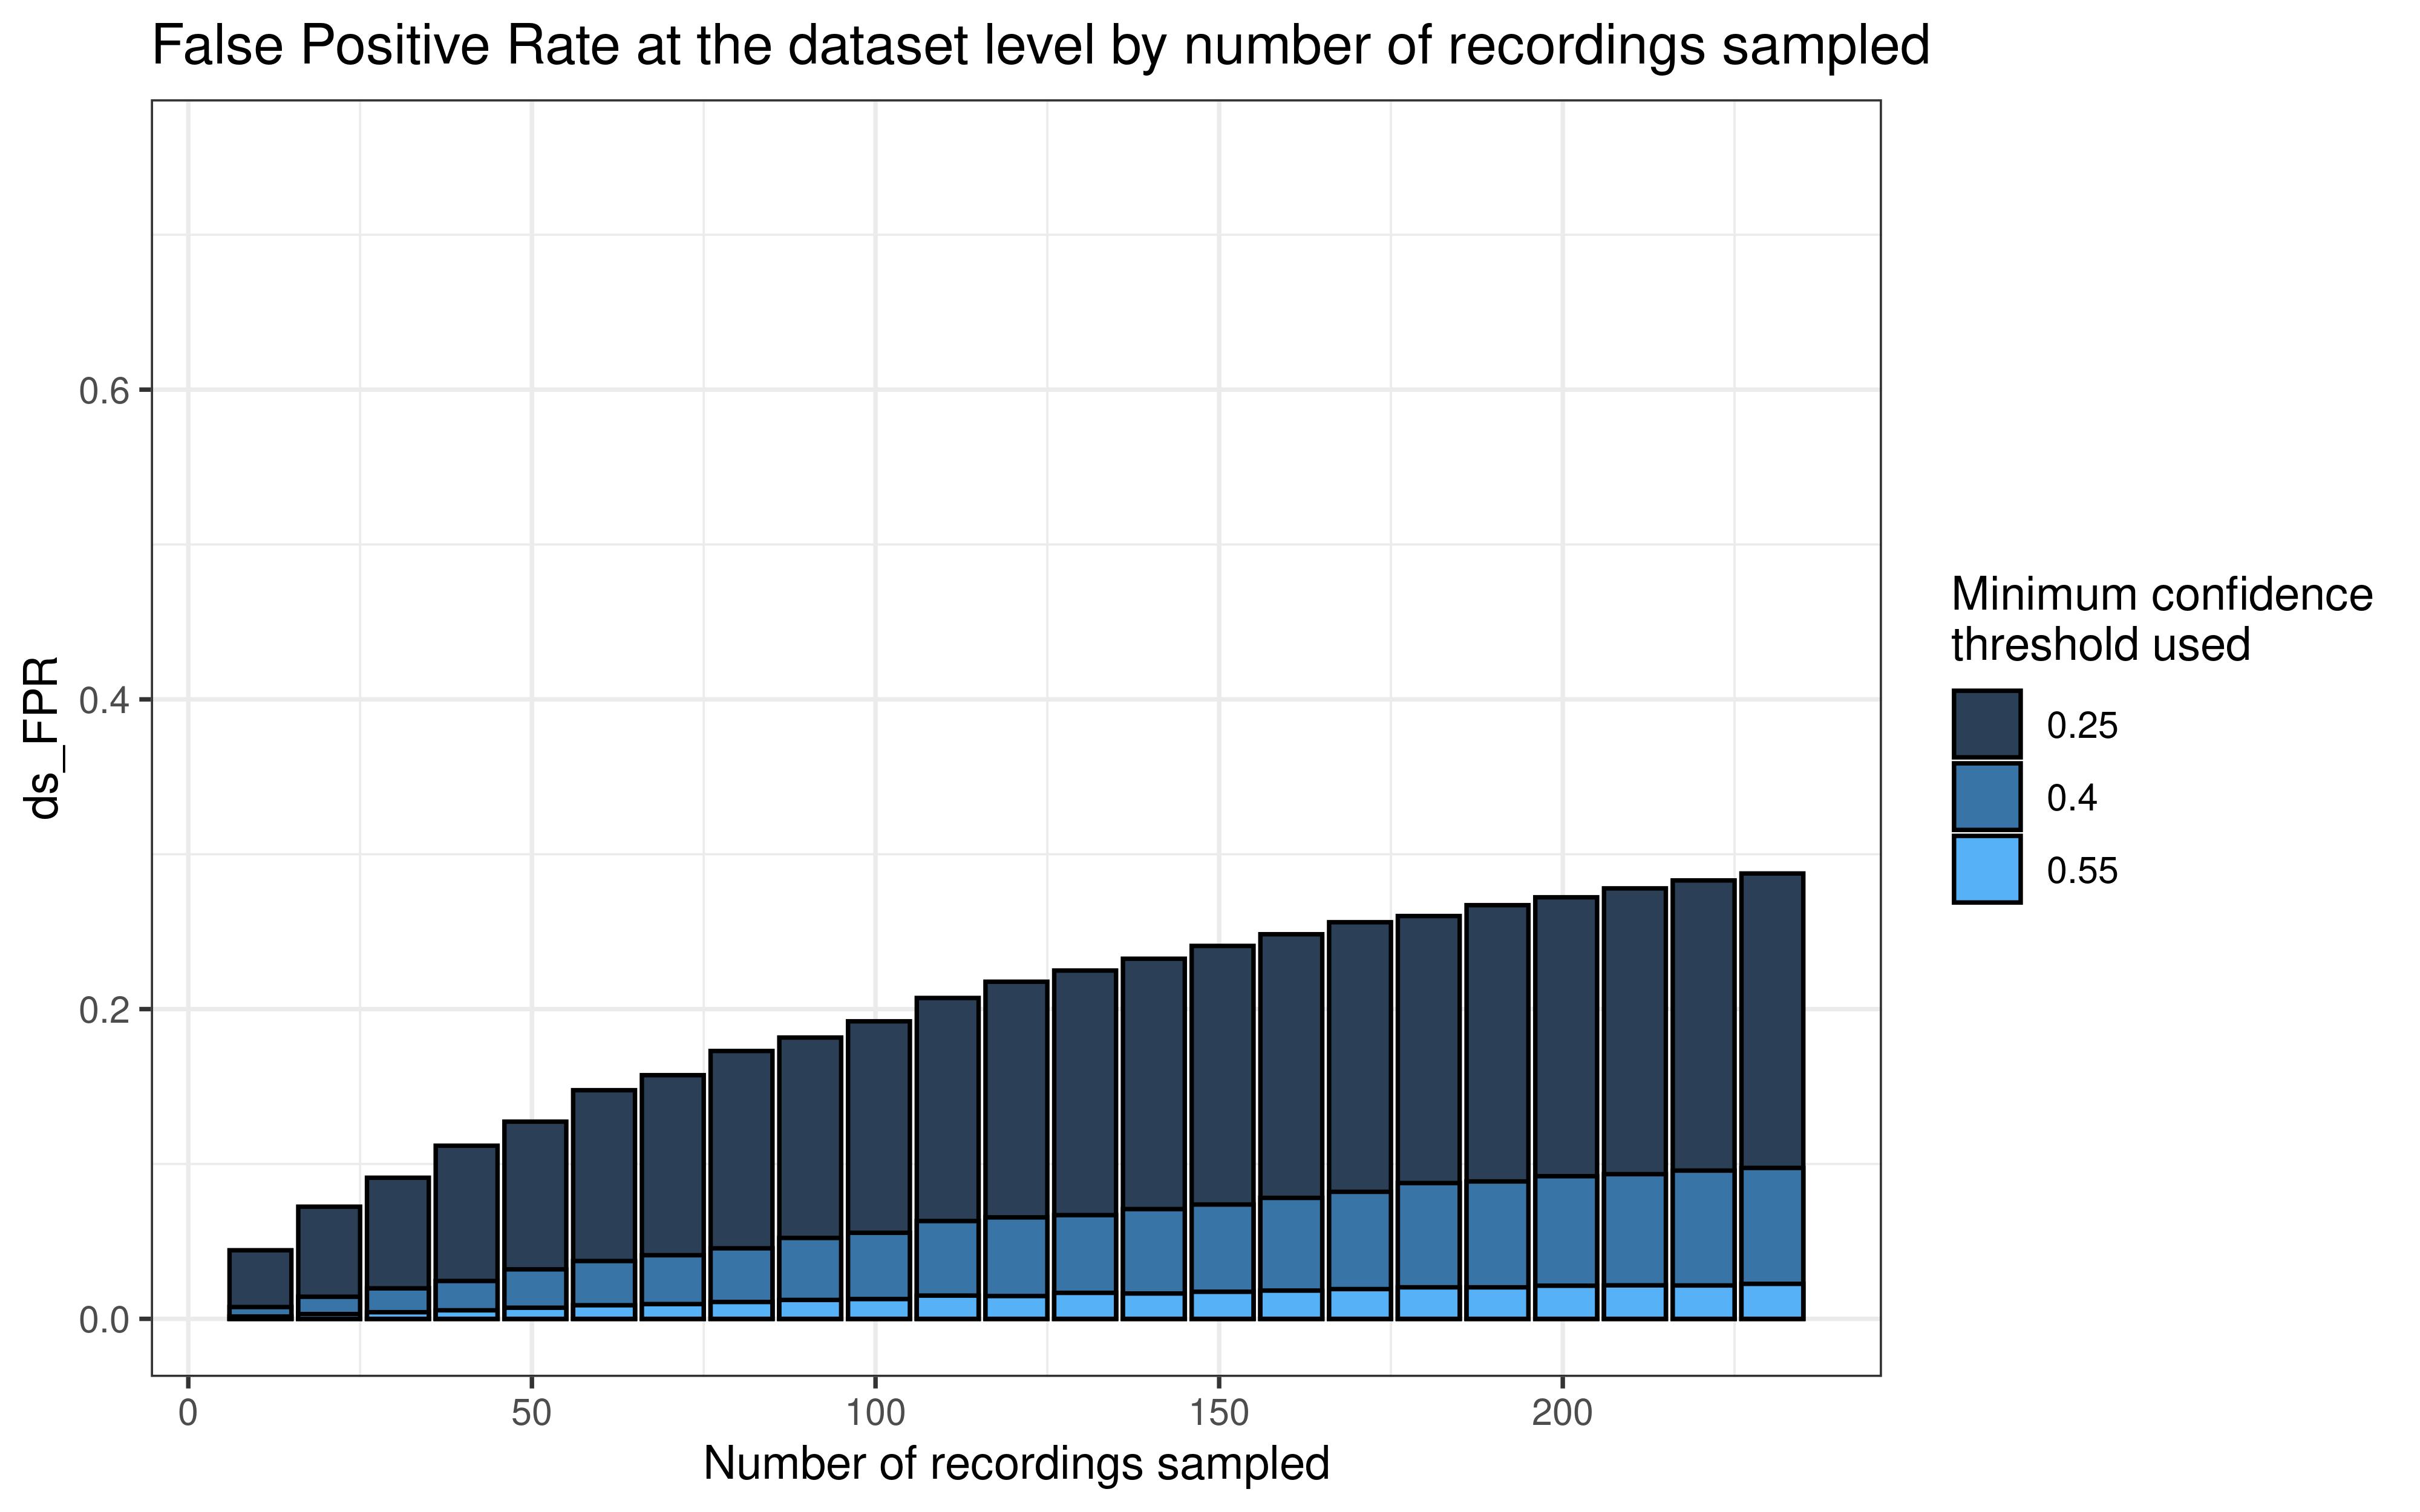 False Positive Rate at the dataset level by number of recordings sampled
ds_FPR
0.6
0.4
0.2
0.0
0 50 100 150 200
Number of recordings sampled
Minimum confidence
threshold used
0.25
0.4
0.55